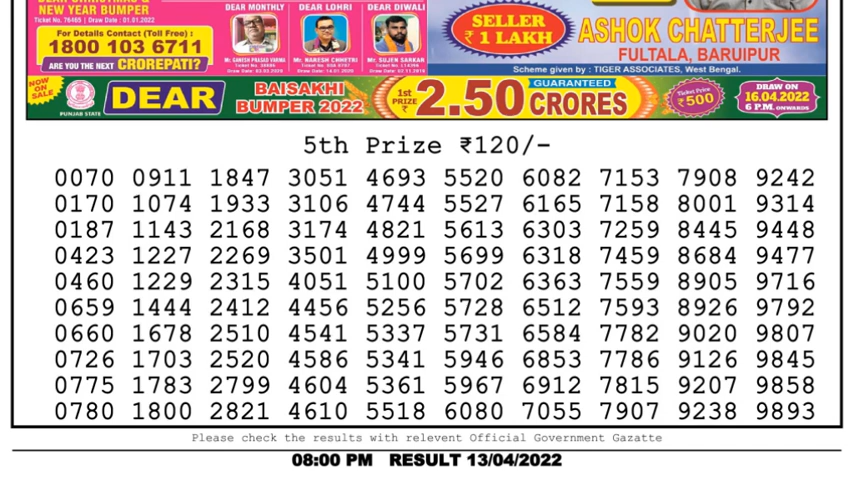 NEW YEAR BUMPER
Ticket No. 76405 | Draw Date : 01.01.2022
For Details Contact (Toll Free) :
1800 103 6711
ARE YOU THE NEXT CROREPATI?
DEAR MONTHLY
DEAR LOHRI
DEAR DIWALI
Mr. GANESH PRASAD VARMA
Mr. NARESH CHHETRI
Mr. SUJEN SARKAR
SELLER
₹ 1 LAKH
ASHOK CHATTERJEE
FULTALA, BARUIPUR
Scheme given by : TIGER ASSOCIATES, West Bengal.
NOW ON SALE
PUNJAB STATE
DEAR
BAISAKHI
BUMPER 2022
1st PRIZE
₹2.50 CRORES
GUARANTEED
Ticket Price
₹500
DRAW ON
16.04.2022
6 P.M. ONWARDS
5th Prize ₹120/-
0070 0911 1847 3051 4693 5520 6082 7153 7908 9242
0170 1074 1933 3106 4744 5527 6165 7158 8001 9314
0187 1143 2168 3174 4821 5613 6303 7259 8445 9448
0423 1227 2269 3501 4999 5699 6318 7459 8684 9477
0460 1229 2315 4051 5100 5702 6363 7559 8905 9716
0659 1444 2412 4456 5256 5728 6512 7593 8926 9792
0660 1678 2510 4541 5337 5731 6584 7782 9020 9807
0726 1703 2520 4586 5341 5946 6853 7786 9126 9845
0775 1783 2799 4604 5361 5967 6912 7815 9207 9858
0780 1800 2821 4610 5518 6080 7055 7907 9238 9893
Please check the results with relevent Official Government Gazatte
08:00 PM RESULT 13/04/2022